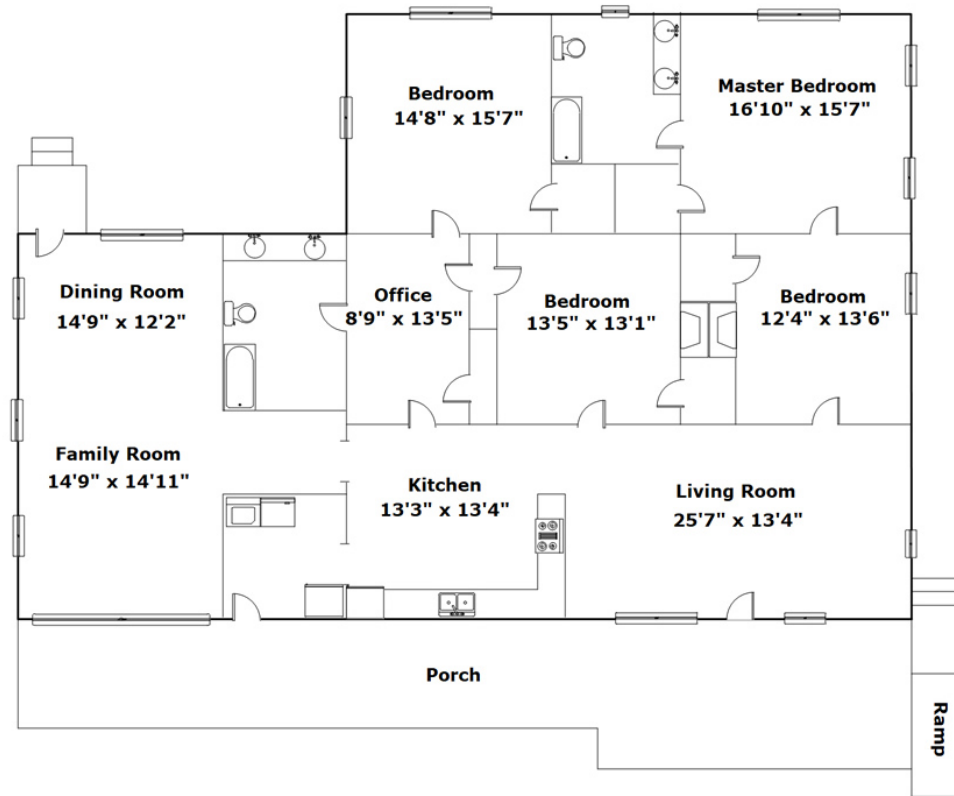 Bedroom
14'8" x 15'7"
Master Bedroom
16'10" x 15'7"
Dining Room
14'9" x 12'2"
Office
8'9" x 13'5"
Bedroom
13'5" x 13'1"
Bedroom
12'4" x 13'6"
Family Room
14'9" x 14'11"
Kitchen
13'3" x 13'4"
Living Room
25'7" x 13'4"
Porch
Ramp